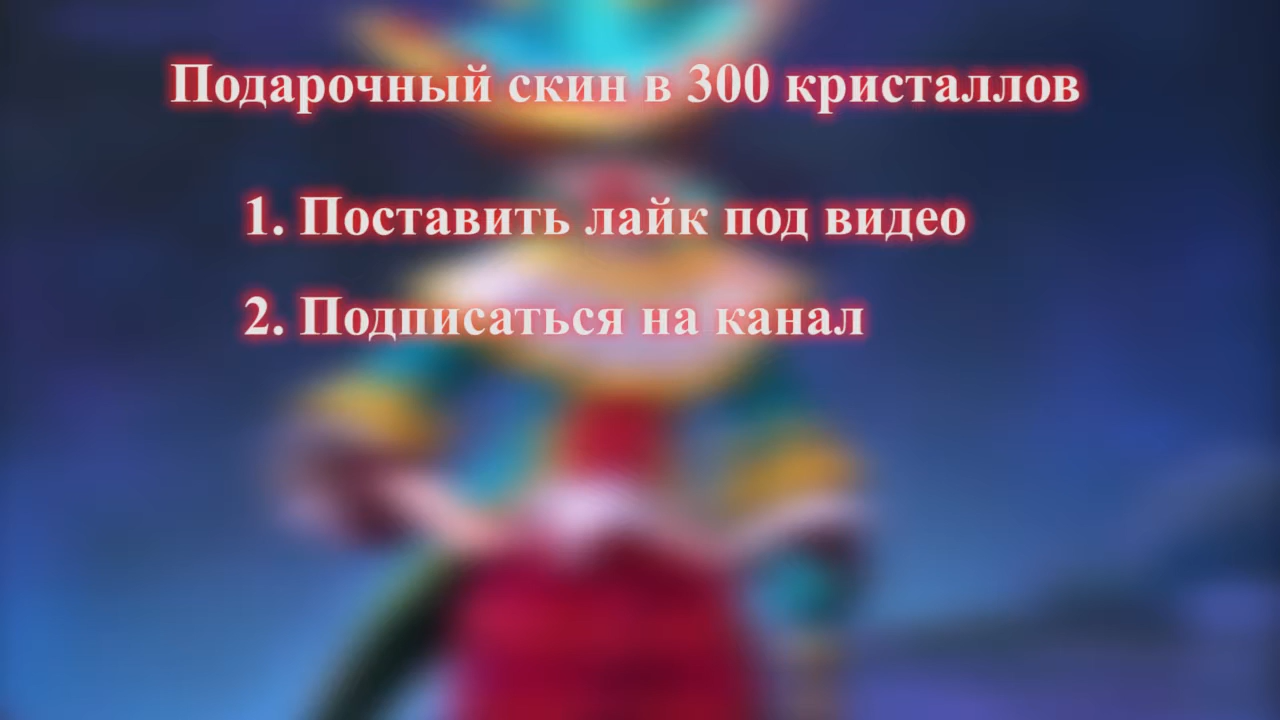 Подарочный скин в 300 кристаллов
1. Поставить лайк под видео
2. Подписаться на канал